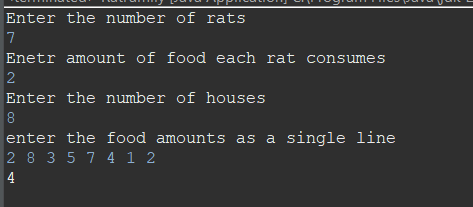 Enter the number of rats
7
Enetr amount of food each rat consumes
2
Enter the number of houses
8
enter the food amounts as a single line
2 8 3 5 7 4 1 2
4